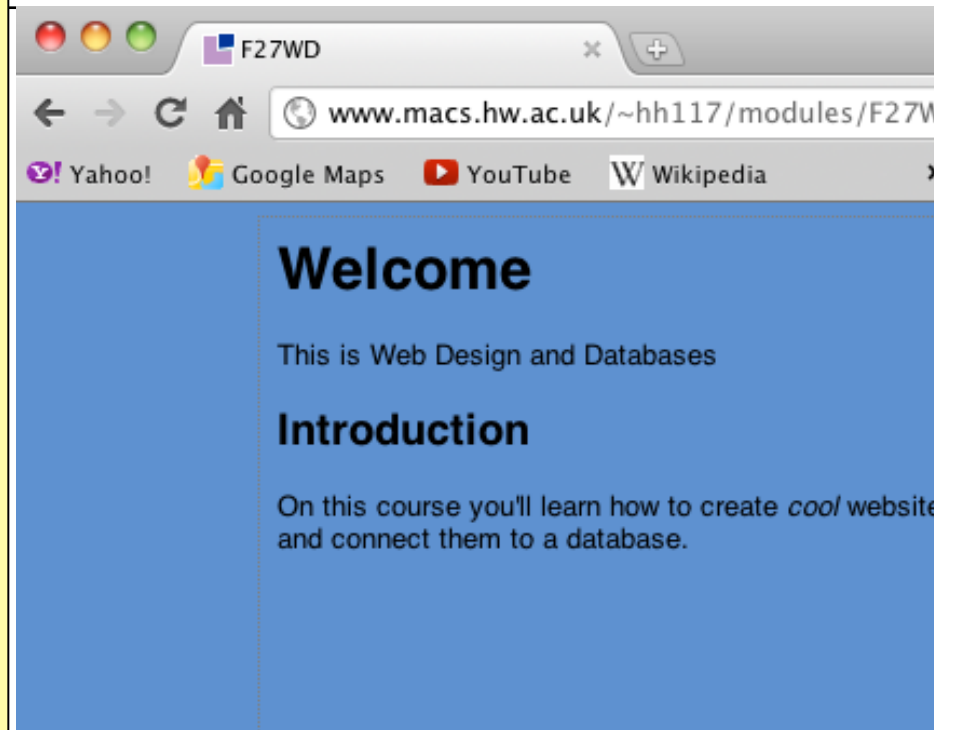 F27WD
www.macs.hw.ac.uk/~hh117/modules/F27W
Yahoo! Google Maps YouTube W Wikipedia
Welcome
This is Web Design and Databases
Introduction
On this course you'll learn how to create cool website
and connect them to a database.